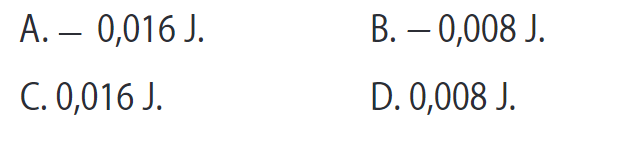 A. – 0,016 J. B. – 0,008 J.
C. 0,016 J. D. 0,008 J.